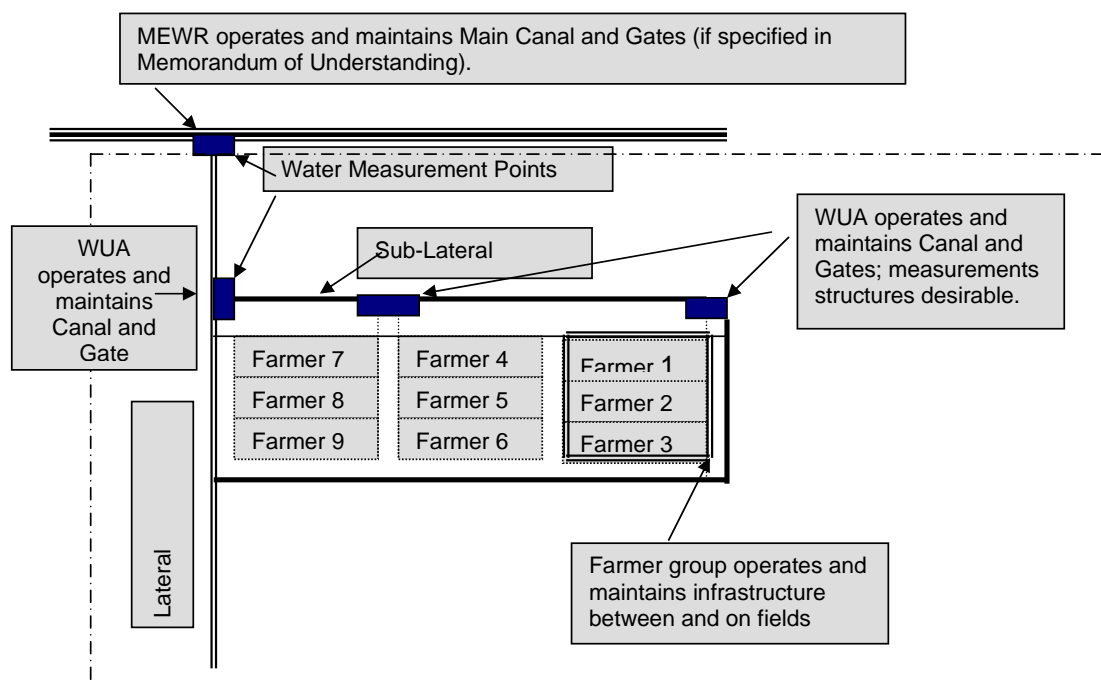 MEWR operates and maintains Main Canal and Gates (if specified in
Memorandum of Understanding).
Water Measurement Points
WUA
operates and
maintains
Canal and
Gate
Sub-Lateral
WUA operates and
maintains Canal and
Gates; measurements
structures desirable.
Farmer 7
Farmer 4
Farmer 1
Farmer 8
Farmer 5
Farmer 2
Farmer 9
Farmer 6
Farmer 3
Lateral
Farmer group operates and
maintains infrastructure
between and on fields